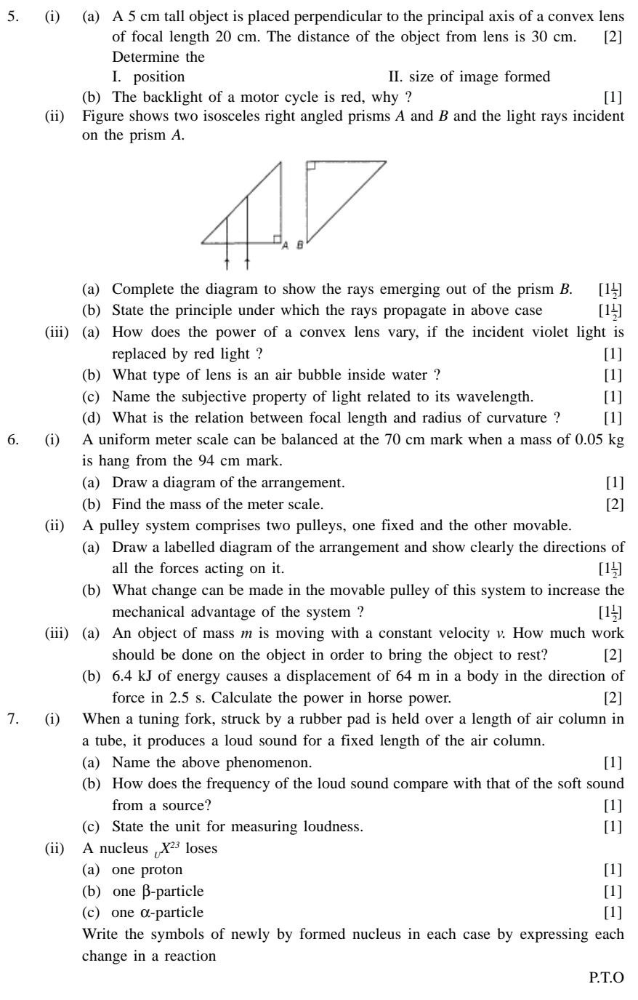 5. (i) (a) A 5 cm tall object is placed perpendicular to the principal axis of a convex lens
of focal length 20 cm. The distance of the object from lens is 30 cm. [2]
Determine the
I. position II. size of image formed
(b) The backlight of a motor cycle is red, why ? [1]
(ii) Figure shows two isosceles right angled prisms A and B and the light rays incident
on the prism A.
A B
(a) Complete the diagram to show the rays emerging out of the prism B. [1½]
(b) State the principle under which the rays propagate in above case [1½]
(iii) (a) How does the power of a convex lens vary, if the incident violet light is
replaced by red light ? [1]
(b) What type of lens is an air bubble inside water ? [1]
(c) Name the subjective property of light related to its wavelength. [1]
(d) What is the relation between focal length and radius of curvature ? [1]
6. (i) A uniform meter scale can be balanced at the 70 cm mark when a mass of 0.05 kg
is hang from the 94 cm mark.
(a) Draw a diagram of the arrangement. [1]
(b) Find the mass of the meter scale. [2]
(ii) A pulley system comprises two pulleys, one fixed and the other movable.
(a) Draw a labelled diagram of the arrangement and show clearly the directions of
all the forces acting on it. [1½]
(b) What change can be made in the movable pulley of this system to increase the
mechanical advantage of the system ? [1½]
(iii) (a) An object of mass m is moving with a constant velocity v. How much work
should be done on the object in order to bring the object to rest? [2]
(b) 6.4 kJ of energy causes a displacement of 64 m in a body in the direction of
force in 2.5 s. Calculate the power in horse power. [2]
7. (i) When a tuning fork, struck by a rubber pad is held over a length of air column in
a tube, it produces a loud sound for a fixed length of the air column.
(a) Name the above phenomenon. [1]
(b) How does the frequency of the loud sound compare with that of the soft sound
from a source? [1]
(c) State the unit for measuring loudness. [1]
(ii) A nucleus ᵤX²³ loses
(a) one proton [1]
(b) one β-particle [1]
(c) one α-particle [1]
Write the symbols of newly by formed nucleus in each case by expressing each
change in a reaction
P.T.O